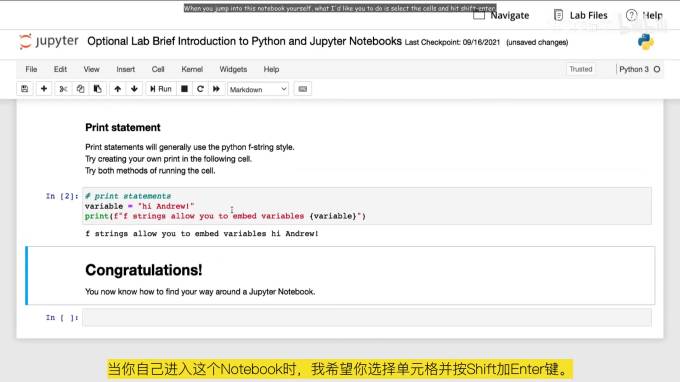 When you jump into this notebook yourself, what I'd like you to do is select the cells and hit shift-enter.
Navigate Lab Files Help
jupyter Optional Lab Brief Introduction to Python and Jupyter Notebooks Last Checkpoint: 09/16/2021 (unsaved changes)
File Edit View Insert Cell Kernel Widgets Help Trusted Python 3
Run Markdown
Print statement
Print statements will generally use the python f-string style.
Try creating your own print in the following cell.
Try both methods of running the cell.
In [2]: # print statements
variable = "hi Andrew!"
print(f"f strings allow you to embed variables {variable}")
f strings allow you to embed variables hi Andrew!
Congratulations!
You now know how to find your way around a Jupyter Notebook.
In [ ]:
当你自己进入这个Notebook时，我希望你选择单元格并按Shift加Enter键。